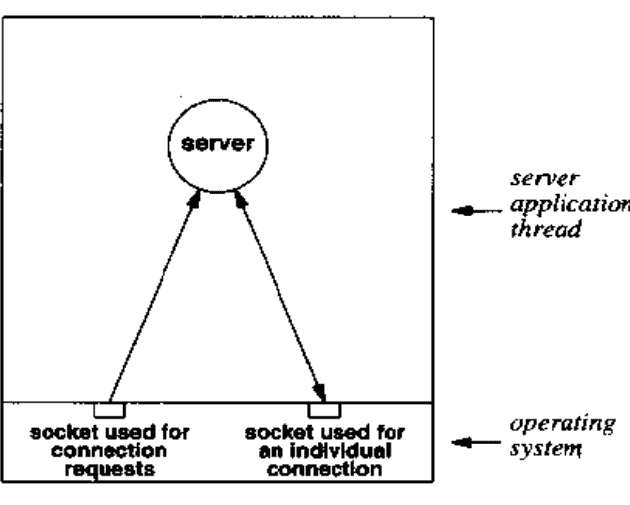 server
server
application
thread
socket used for
connection
requests
socket used for
an individual
connection
operating
system